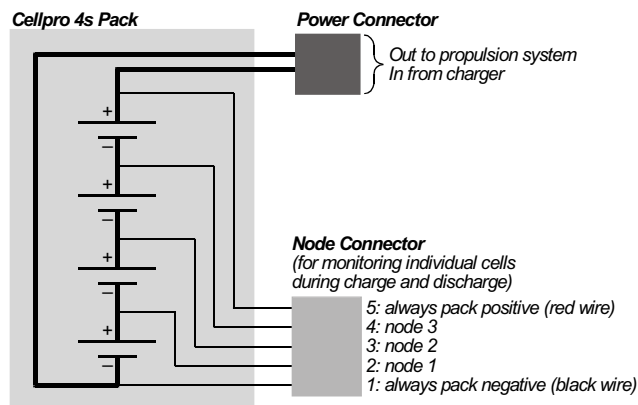 Cellpro 4s Pack
Power Connector
Out to propulsion system
In from charger
+
–
+
–
+
–
+
–
Node Connector
(for monitoring individual cells
during charge and discharge)
5: always pack positive (red wire)
4: node 3
3: node 2
2: node 1
1: always pack negative (black wire)